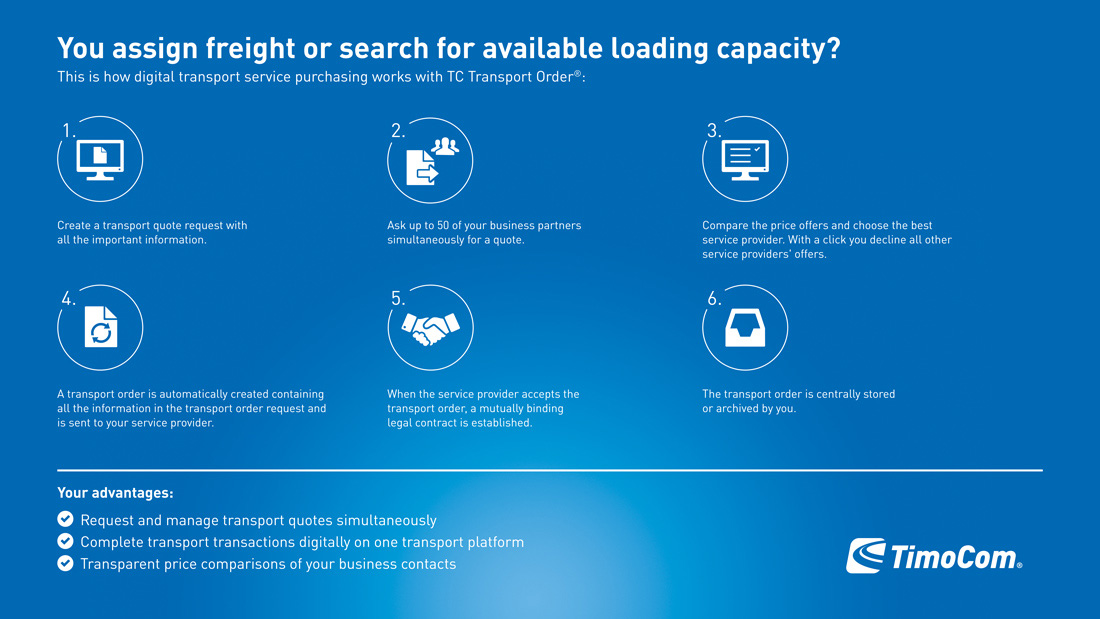 You assign freight or search for available loading capacity?
This is how digital transport service purchasing works with TC Transport Order®:
1.
Create a transport quote request with
all the important information.
2.
Ask up to 50 of your business partners
simultaneously for a quote.
3.
Compare the price offers and choose the best
service provider. With a click you decline all other
service providers' offers.
4.
A transport order is automatically created containing
all the information in the transport order request and
is sent to your service provider.
5.
When the service provider accepts the
transport order, a mutually binding
legal contract is established.
6.
The transport order is centrally stored
or archived by you.
Your advantages:
Request and manage transport quotes simultaneously
Complete transport transactions digitally on one transport platform
Transparent price comparisons of your business contacts
TimoCom®